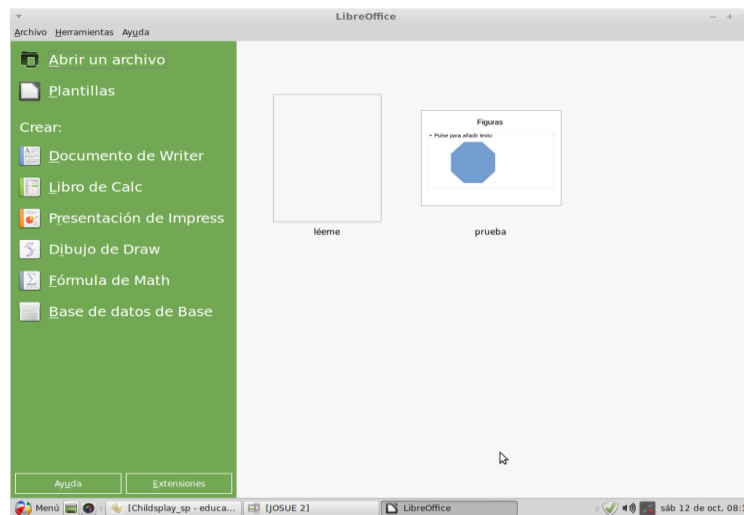 LibreOffice
Archivo Herramientas Ayuda
Abrir un archivo
Plantillas
Crear:
Documento de Writer
Libro de Calc
Presentación de Impress
Dibujo de Draw
Fórmula de Math
Base de datos de Base
Ayuda Extensiones
Figuras
• Pulse para añadir texto
léeme
prueba
Menú [Childsplay_sp - educa... [JOSUE 2] LibreOffice sáb 12 de oct, 08: